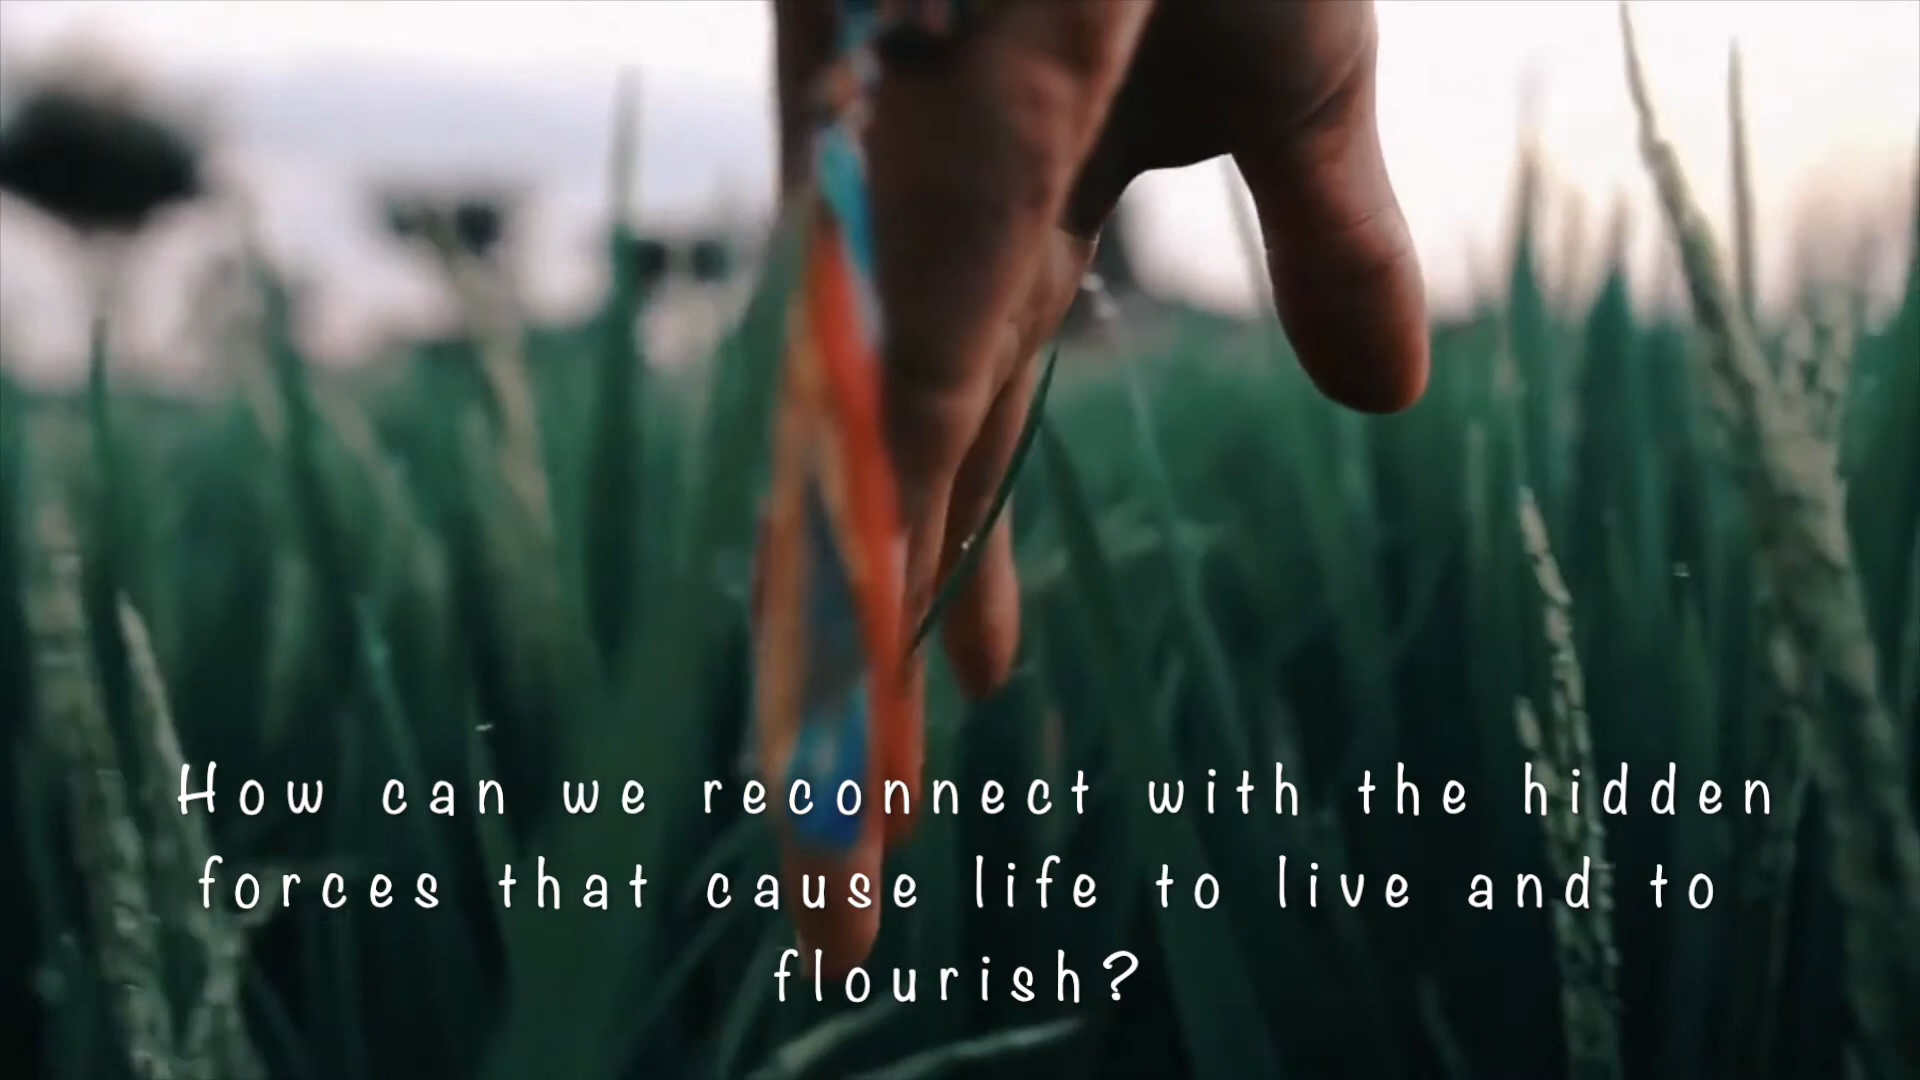 How can we reconnect with the hidden
forces that cause life to live and to
flourish?